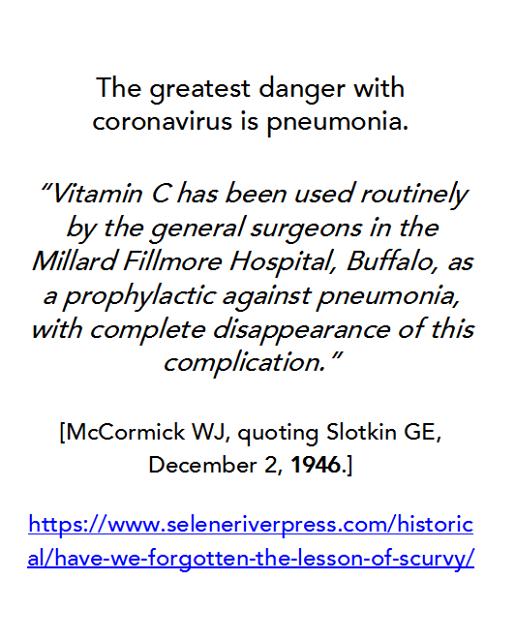 The greatest danger with
coronavirus is pneumonia.
“Vitamin C has been used routinely
by the general surgeons in the
Millard Fillmore Hospital, Buffalo, as
a prophylactic against pneumonia,
with complete disappearance of this
complication.”
[McCormick WJ, quoting Slotkin GE,
December 2, 1946.]
https://www.seleneriverpress.com/historic
al/have-we-forgotten-the-lesson-of-scurvy/